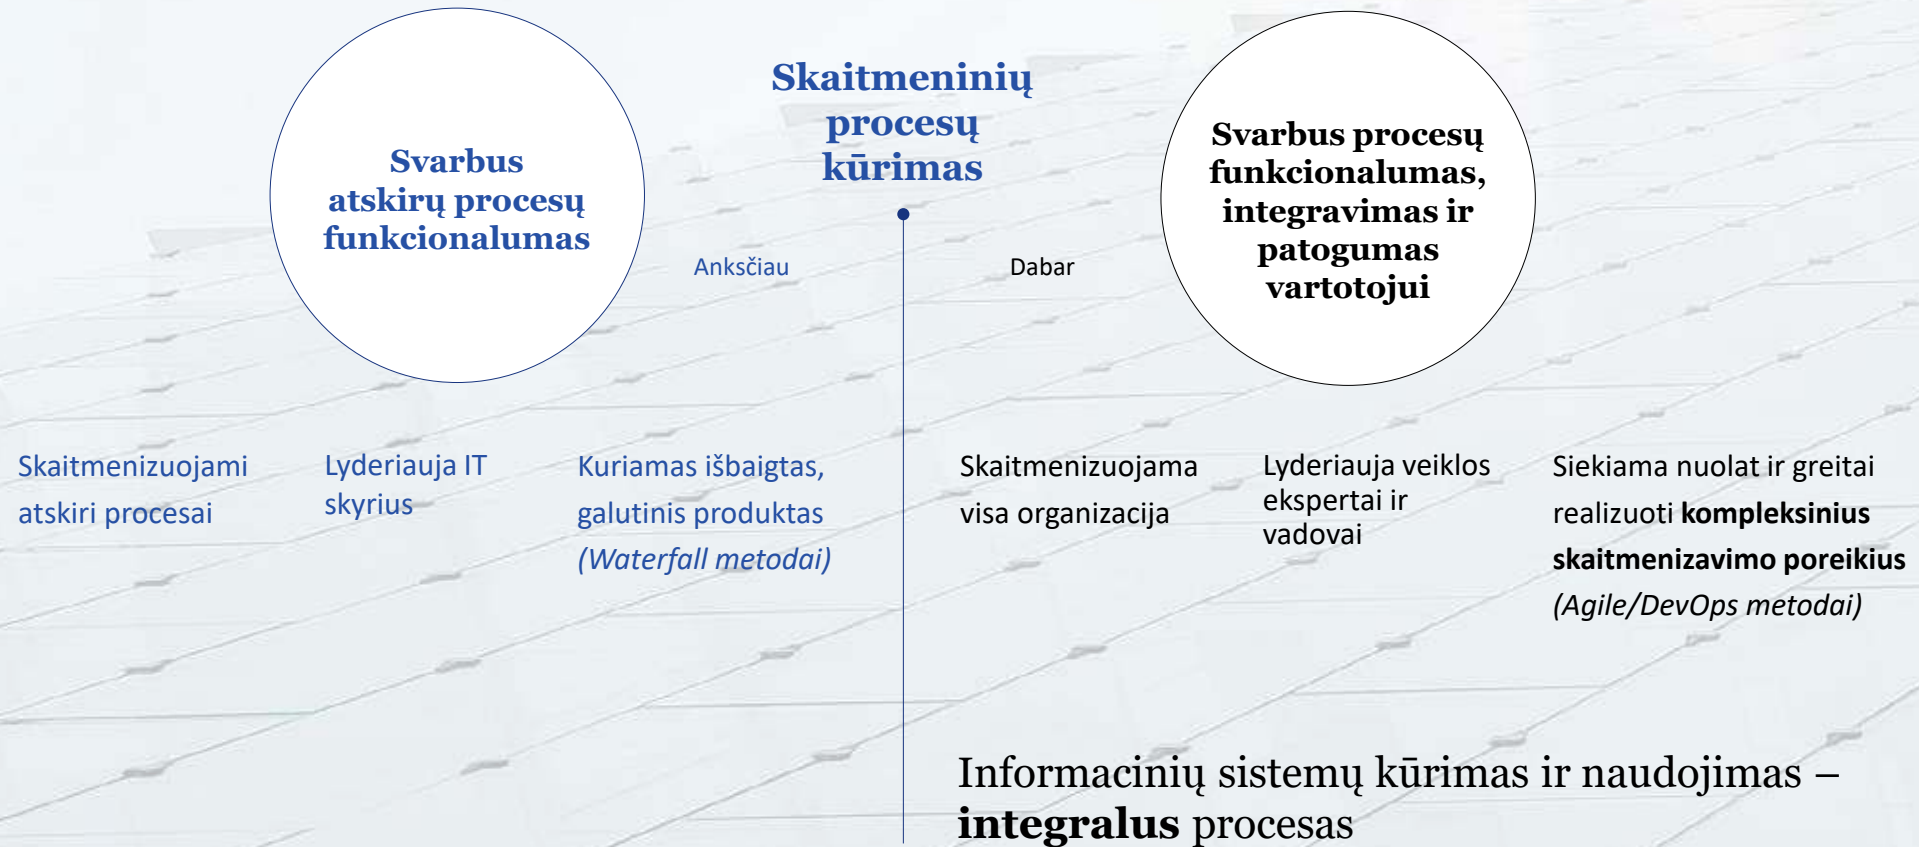 Skaitmeninių
procesų
kūrimas
Svarbus
atskirų procesų
funkcionalumas
Anksčiau
Dabar
Svarbus procesų
funkcionalumas,
integravimas ir
patogumas
vartotojui
Skaitmenizuojami
atskiri procesai
Lyderiauja IT
skyrius
Kuriamas išbaigtas,
galutinis produktas
(Waterfall metodai)
Skaitmenizuojama
visa organizacija
Lyderiauja veiklos
ekspertai ir
vadovai
Siekiama nuolat ir greitai
realizuoti kompleksinius
skaitmenizavimo poreikius
(Agile/DevOps metodai)
Informacinių sistemų kūrimas ir naudojimas –
integralus procesas